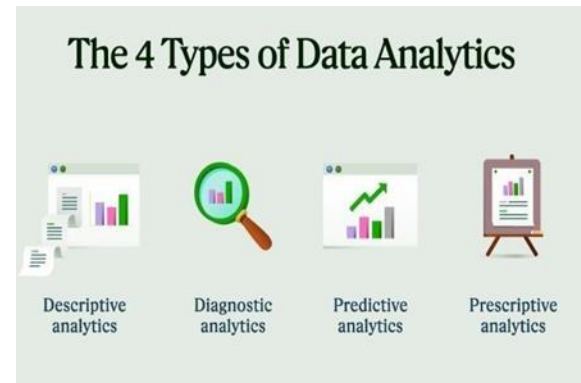 The 4 Types of Data Analytics
Descriptive
analytics
Diagnostic
analytics
Predictive
analytics
Prescriptive
analytics